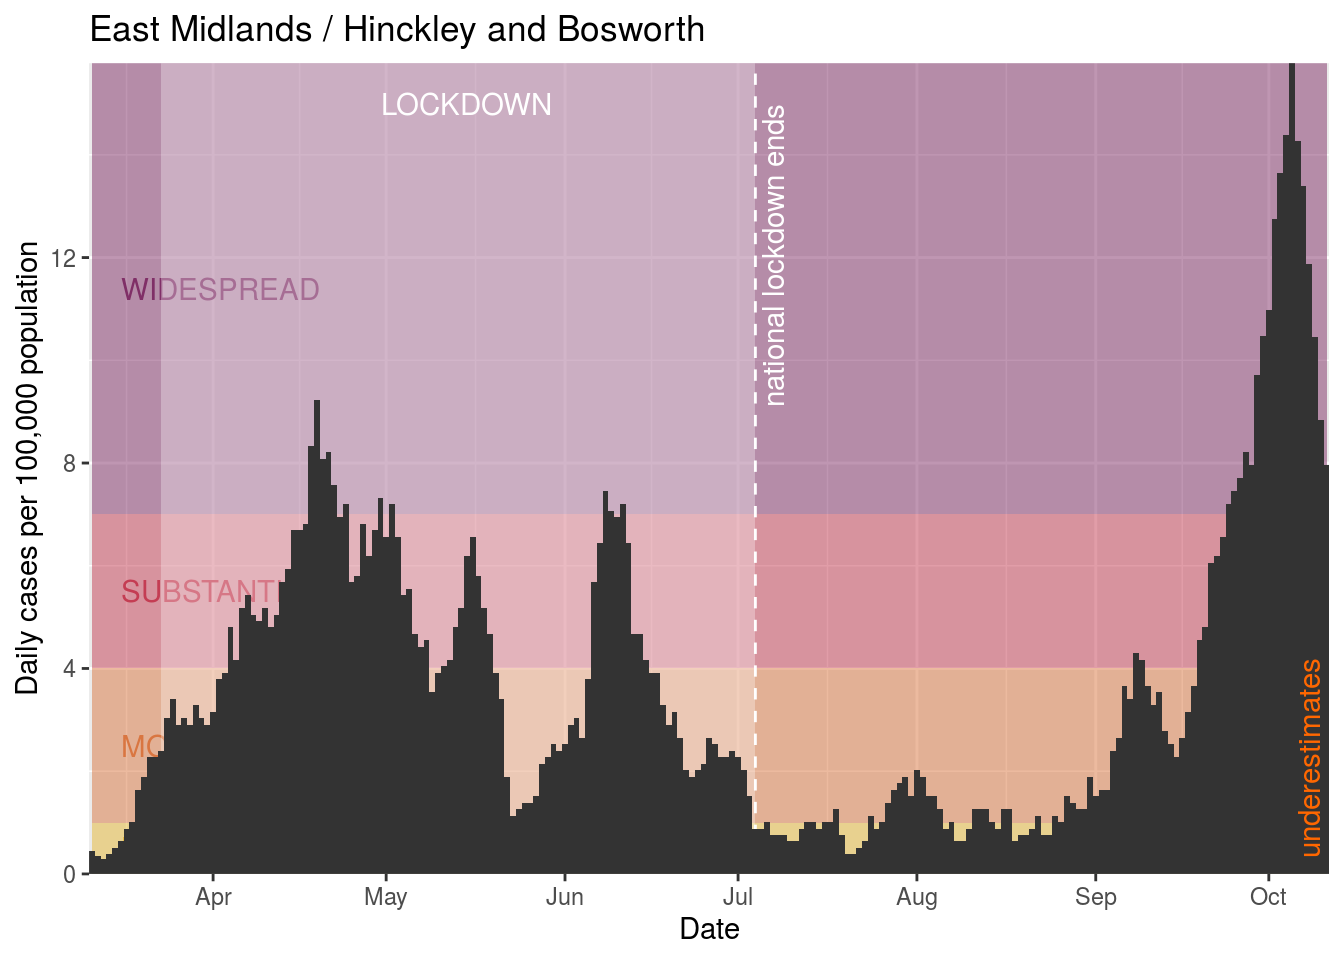 East Midlands / Hinckley and Bosworth
LOCKDOWN
national lockdown ends
WIDESPREAD
SUBSTANTI
MO
underestimates
Daily cases per 100,000 population
12
8
4
0
Apr May Jun Jul Aug Sep Oct
Date